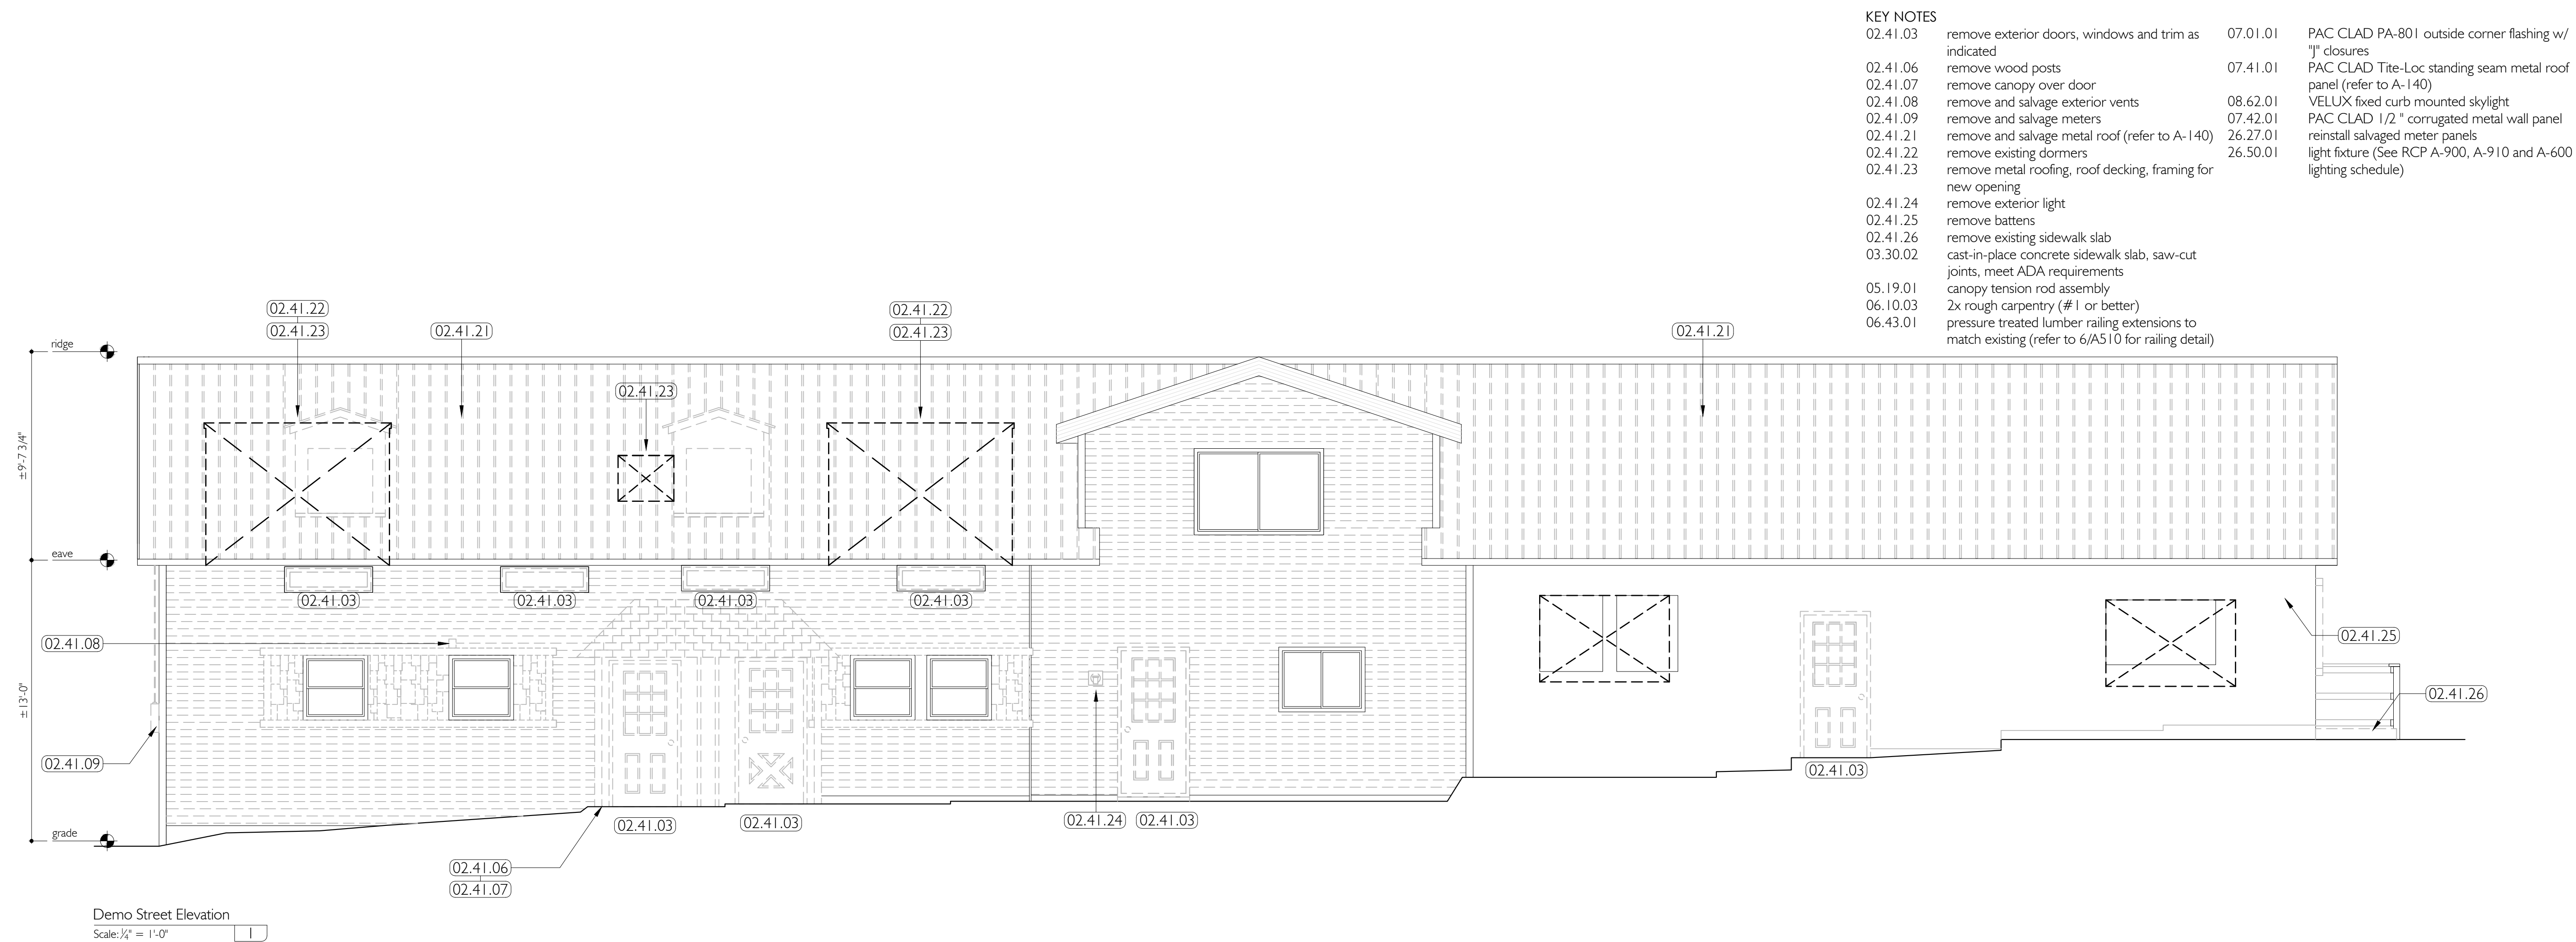 KEY NOTES
02.41.03 remove exterior doors, windows and trim as
indicated
02.41.06 remove wood posts
02.41.07 remove canopy over door
02.41.08 remove and salvage exterior vents
02.41.09 remove and salvage meters
02.41.21 remove and salvage metal roof (refer to A-140)
02.41.22 remove existing dormers
02.41.23 remove metal roofing, roof decking, framing for
new opening
02.41.24 remove exterior light
02.41.25 remove battens
02.41.26 remove existing sidewalk slab
03.30.02 cast-in-place concrete sidewalk slab, saw-cut
joints, meet ADA requirements
05.19.01 canopy tension rod assembly
06.10.03 2x rough carpentry (#1 or better)
06.43.01 pressure treated lumber railing extensions to
match existing (refer to 6/A510 for railing detail)
07.01.01 PAC CLAD PA-801 outside corner flashing w/
"J" closures
07.41.01 PAC CLAD Tite-Loc standing seam metal roof
panel (refer to A-140)
08.62.01 VELUX fixed curb mounted skylight
07.42.01 PAC CLAD 1/2 " corrugated metal wall panel
26.27.01 reinstall salvaged meter panels
26.50.01 light fixture (See RCP A-900, A-910 and A-600
lighting schedule)
02.41.22
02.41.23
02.41.21
02.41.22
02.41.23
02.41.21
ridge
02.41.23
±9'-7 3/4"
eave
02.41.03
02.41.03
02.41.03
02.41.03
02.41.08
02.41.25
±13'-0"
02.41.26
02.41.09
02.41.03
grade
02.41.03
02.41.03
02.41.24
02.41.03
02.41.06
02.41.07
Demo Street Elevation
Scale: ¼" = 1'-0"
1